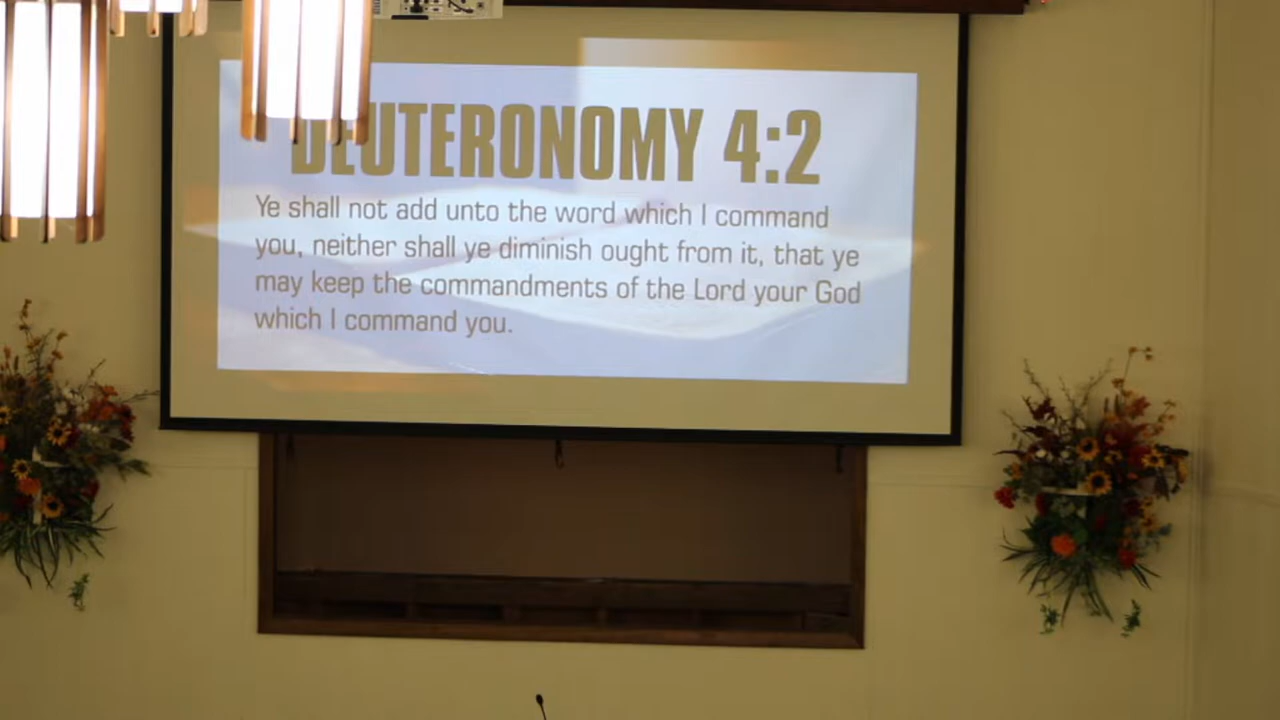 DEUTERONOMY 4:2
Ye shall not add unto the word which I command
you, neither shall ye diminish ought from it, that ye
may keep the commandments of the Lord your God
which I command you.